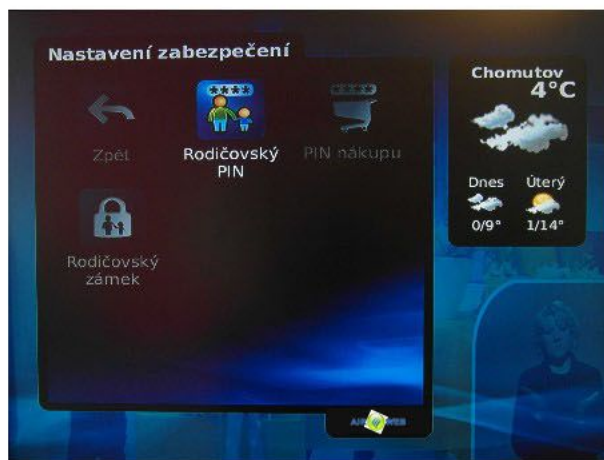 Nastavení zabezpečení
Zpět
****
Rodičovský
PIN
****
PIN nákupu
Rodičovský
zámek
Chomutov
4°C
Dnes
Úterý
0/9°
1/14°